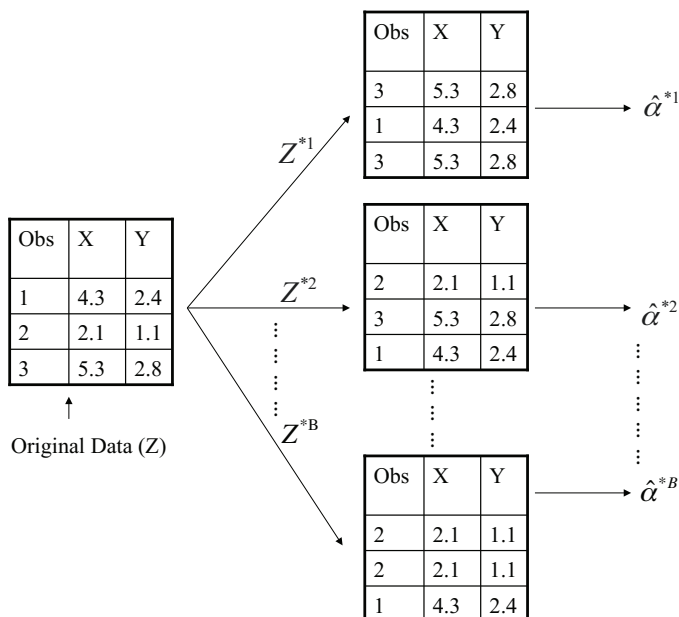 Obs X Y
3 5.3 2.8
1 4.3 2.4
3 5.3 2.8
Z*1
α̂*1
Obs X Y
1 4.3 2.4
2 2.1 1.1
3 5.3 2.8
Original Data (Z)
Z*2
Obs X Y
2 2.1 1.1
3 5.3 2.8
1 4.3 2.4
α̂*2
Z*B
Obs X Y
2 2.1 1.1
2 2.1 1.1
1 4.3 2.4
α̂*B